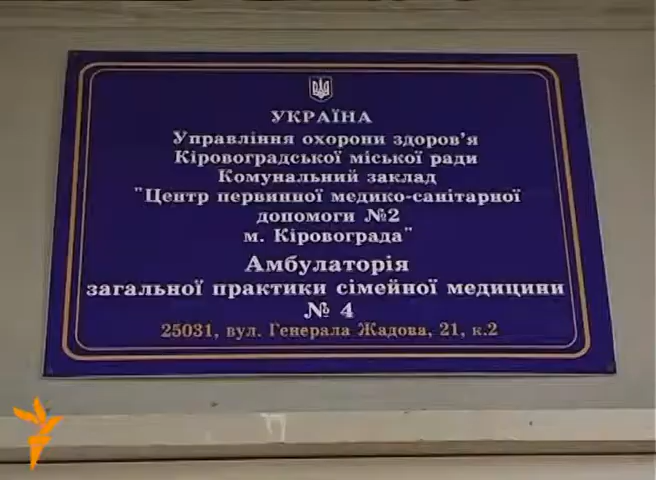 УКРАЇНА
Управління охорони здоров'я
Кіровоградської міської ради
Комунальний заклад
"Центр первинної медико-санітарної
допомоги №2
м. Кіровограда"
Амбулаторія
загальної практики сімейної медицини
№ 4
25031, вул. Генерала Жадова, 21, к.2